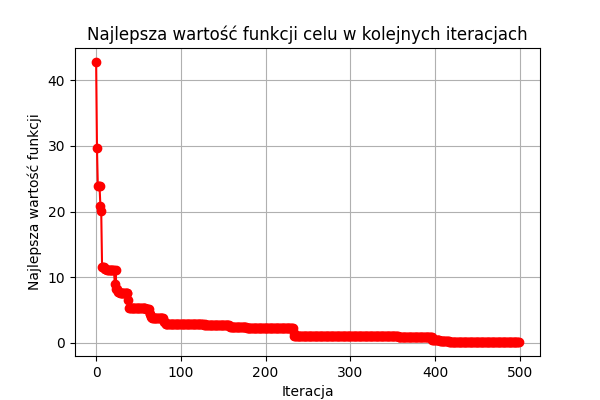 Najlepsza wartość funkcji celu w kolejnych iteracjach
Najlepsza wartość funkcji
40
30
20
10
0
0 100 200 300 400 500
Iteracja